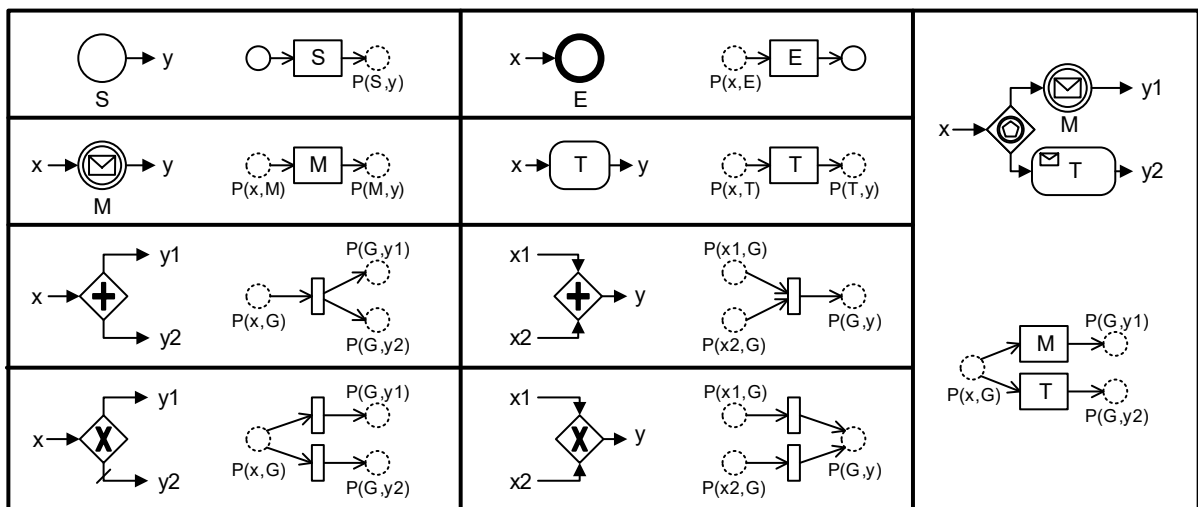 y
S
S
P(S,y)
x
E
E
P(x,E)
x
y
M
M
P(x,M)
P(M,y)
x
T
y
T
P(x,T)
P(T,y)
x
y1
y2
P(x,G)
P(G,y1)
P(G,y2)
x1
x2
y
P(x1,G)
P(x2,G)
P(G,y)
x
y1
y2
P(x,G)
P(G,y1)
P(G,y2)
x1
x2
y
P(x1,G)
P(x2,G)
P(G,y)
x
M
y1
T
y2
P(x,G)
M
P(G,y1)
T
P(G,y2)